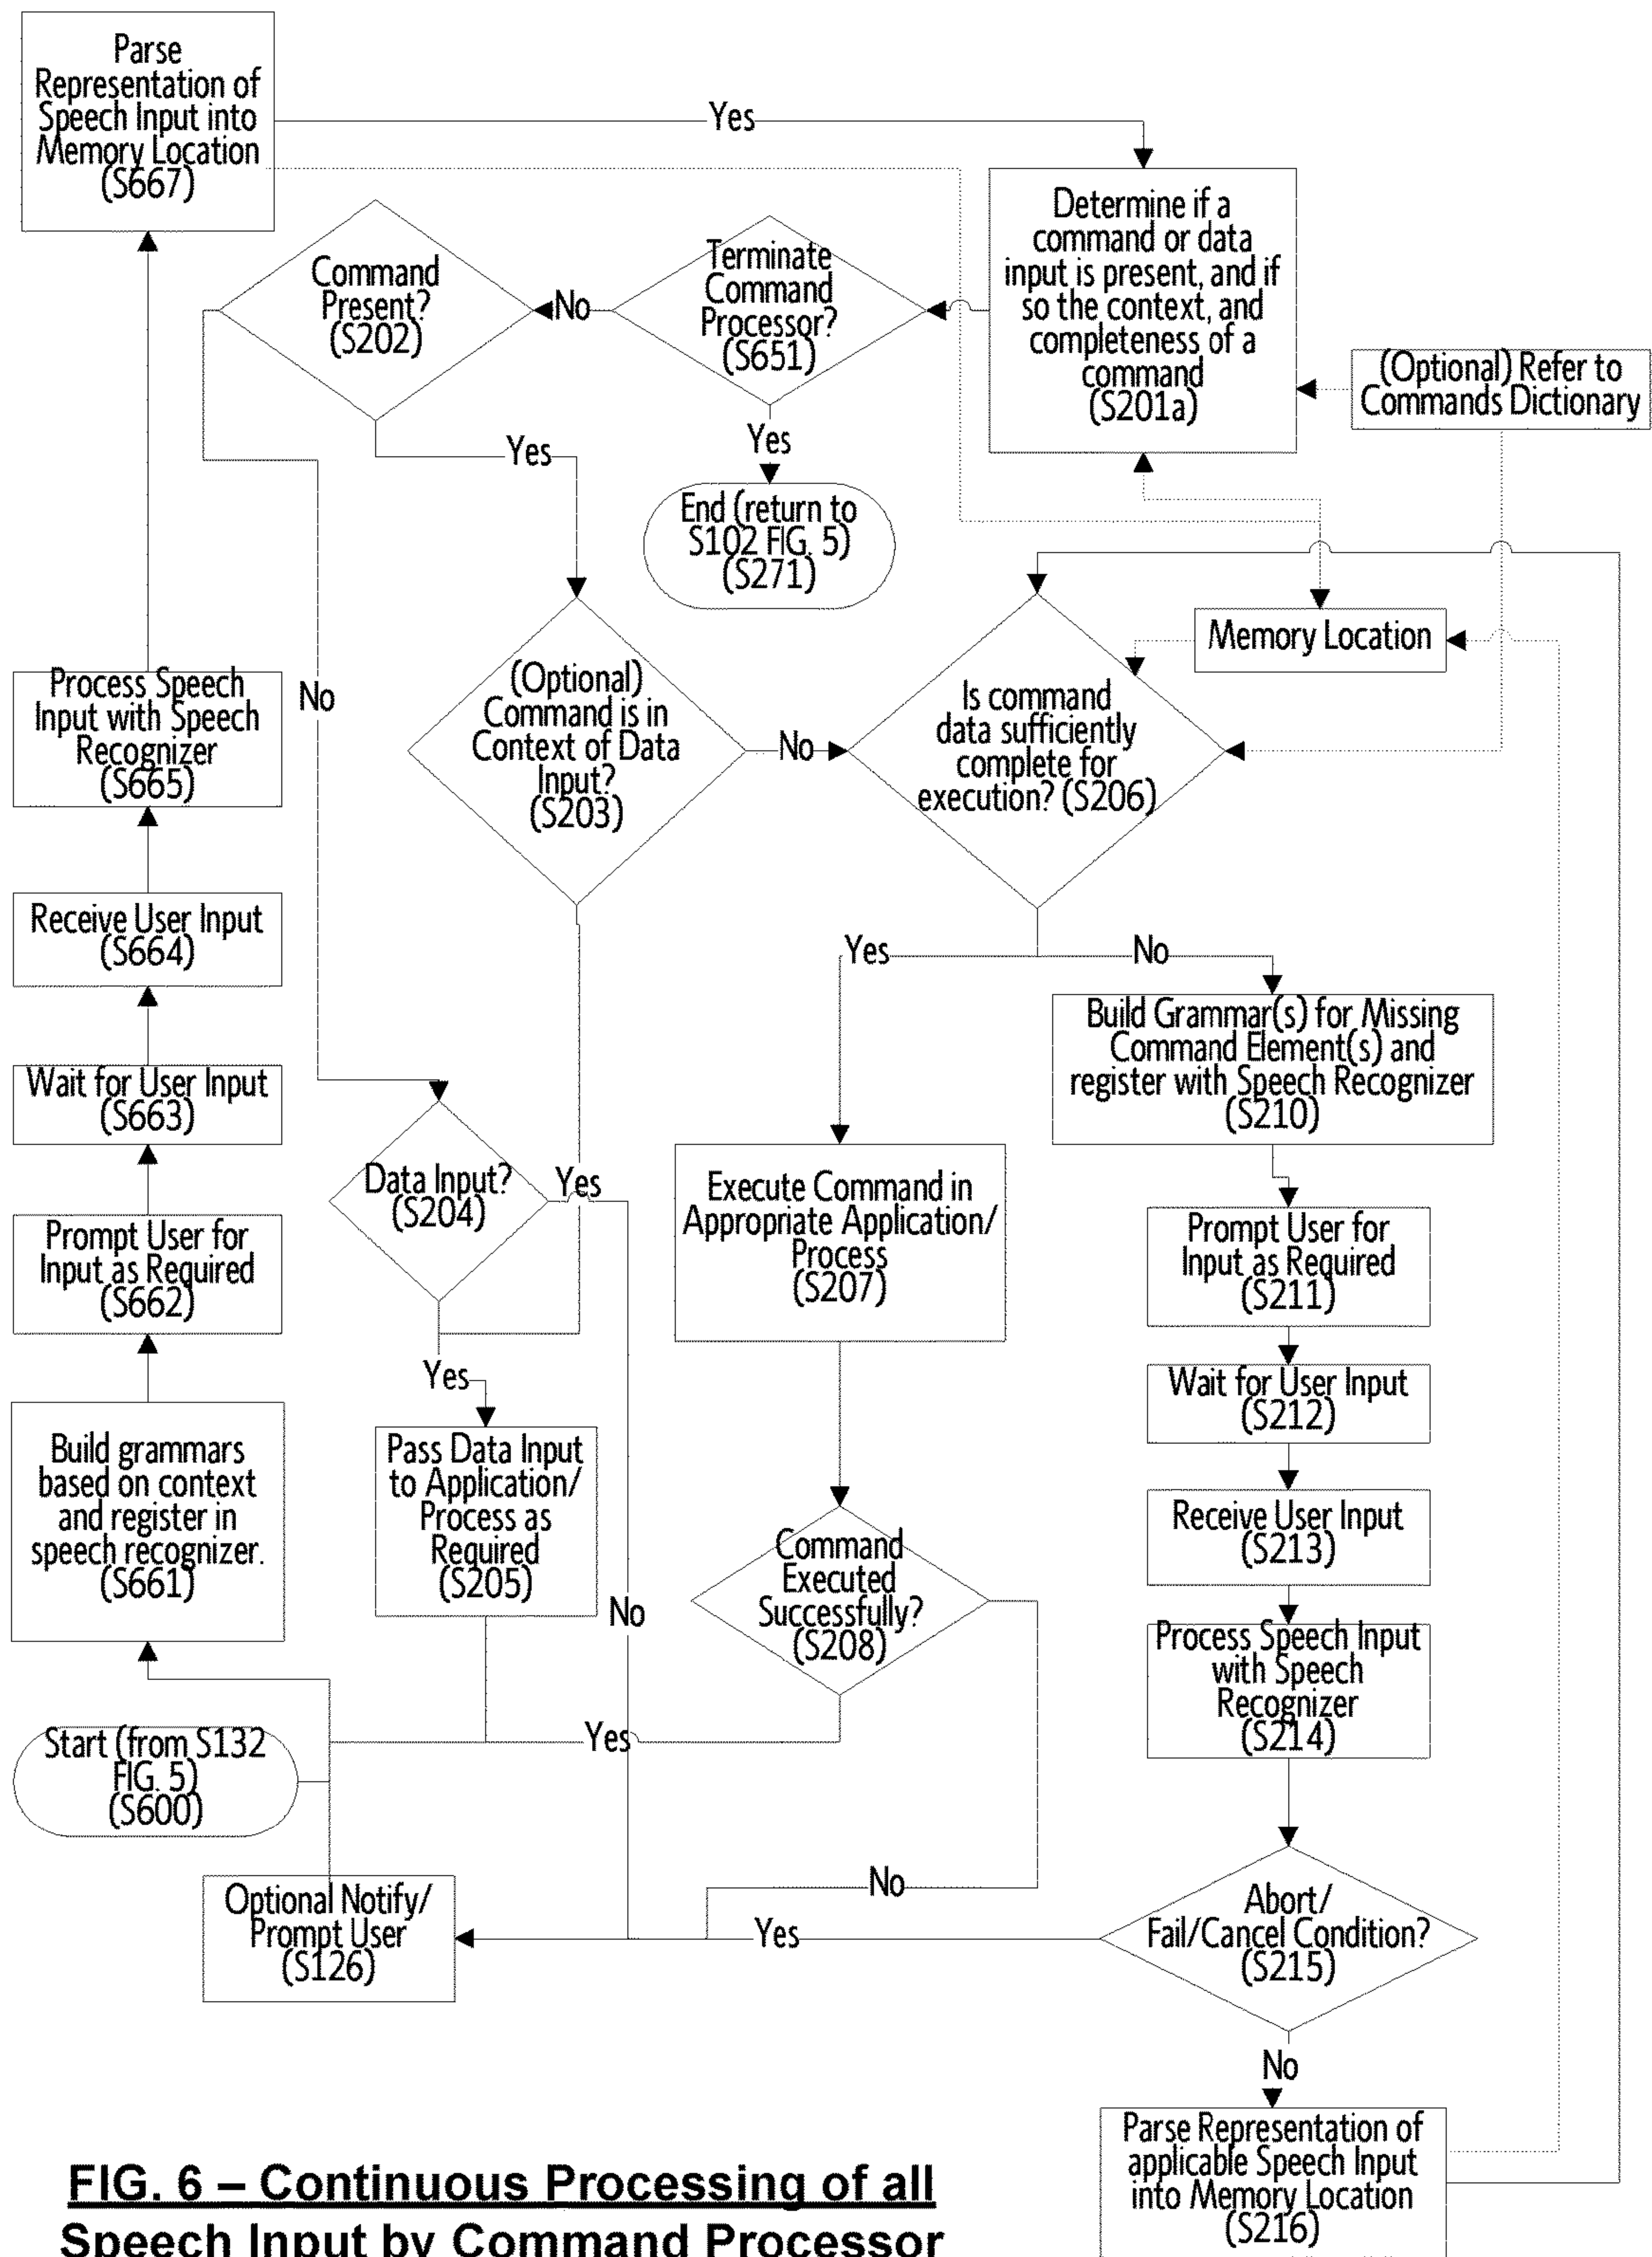 Parse
Representation of
Speech Input into
Memory Location
(S667)
Yes
Determine if a
command or data
input is present, and if
so the context, and
completeness of a
command
(S201a)
Terminate
Command
Processor?
(S651)
No
Command
Present?
(S202)
(Optional) Refer to
Commands Dictionary
Yes
Yes
End (return to
S102 FIG. 5)
(S271)
Memory Location
Process Speech
Input with Speech
Recognizer
(S665)
No
(Optional)
Command is in
Context of Data
Input?
(S203)
No
Is command
data sufficiently
complete for
execution? (S206)
Receive User Input
(S664)
Yes
No
Build Grammar(s) for Missing
Command Element(s) and
register with Speech Recognizer
(S210)
Wait for User Input
(S663)
Data Input?
(S204)
Yes
Execute Command in
Appropriate Application/
Process
(S207)
Prompt User for
Input as Required
(S211)
Prompt User for
Input as Required
(S662)
Yes
Wait for User Input
(S212)
Build grammars
based on context
and register in
speech recognizer.
(S661)
Pass Data Input
to Application/
Process as
Required
(S205)
No
Command
Executed
Successfully?
(S208)
Receive User Input
(S213)
Process Speech Input
with Speech
Recognizer
(S214)
Start (from S132
FIG. 5)
(S600)
Yes
No
Optional Notify/
Prompt User
(S126)
Yes
Abort/
Fail/Cancel Condition?
(S215)
No
Parse Representation of
applicable Speech Input
into Memory Location
(S216)
FIG. 6 – Continuous Processing of all
Speech Input by Command Processor